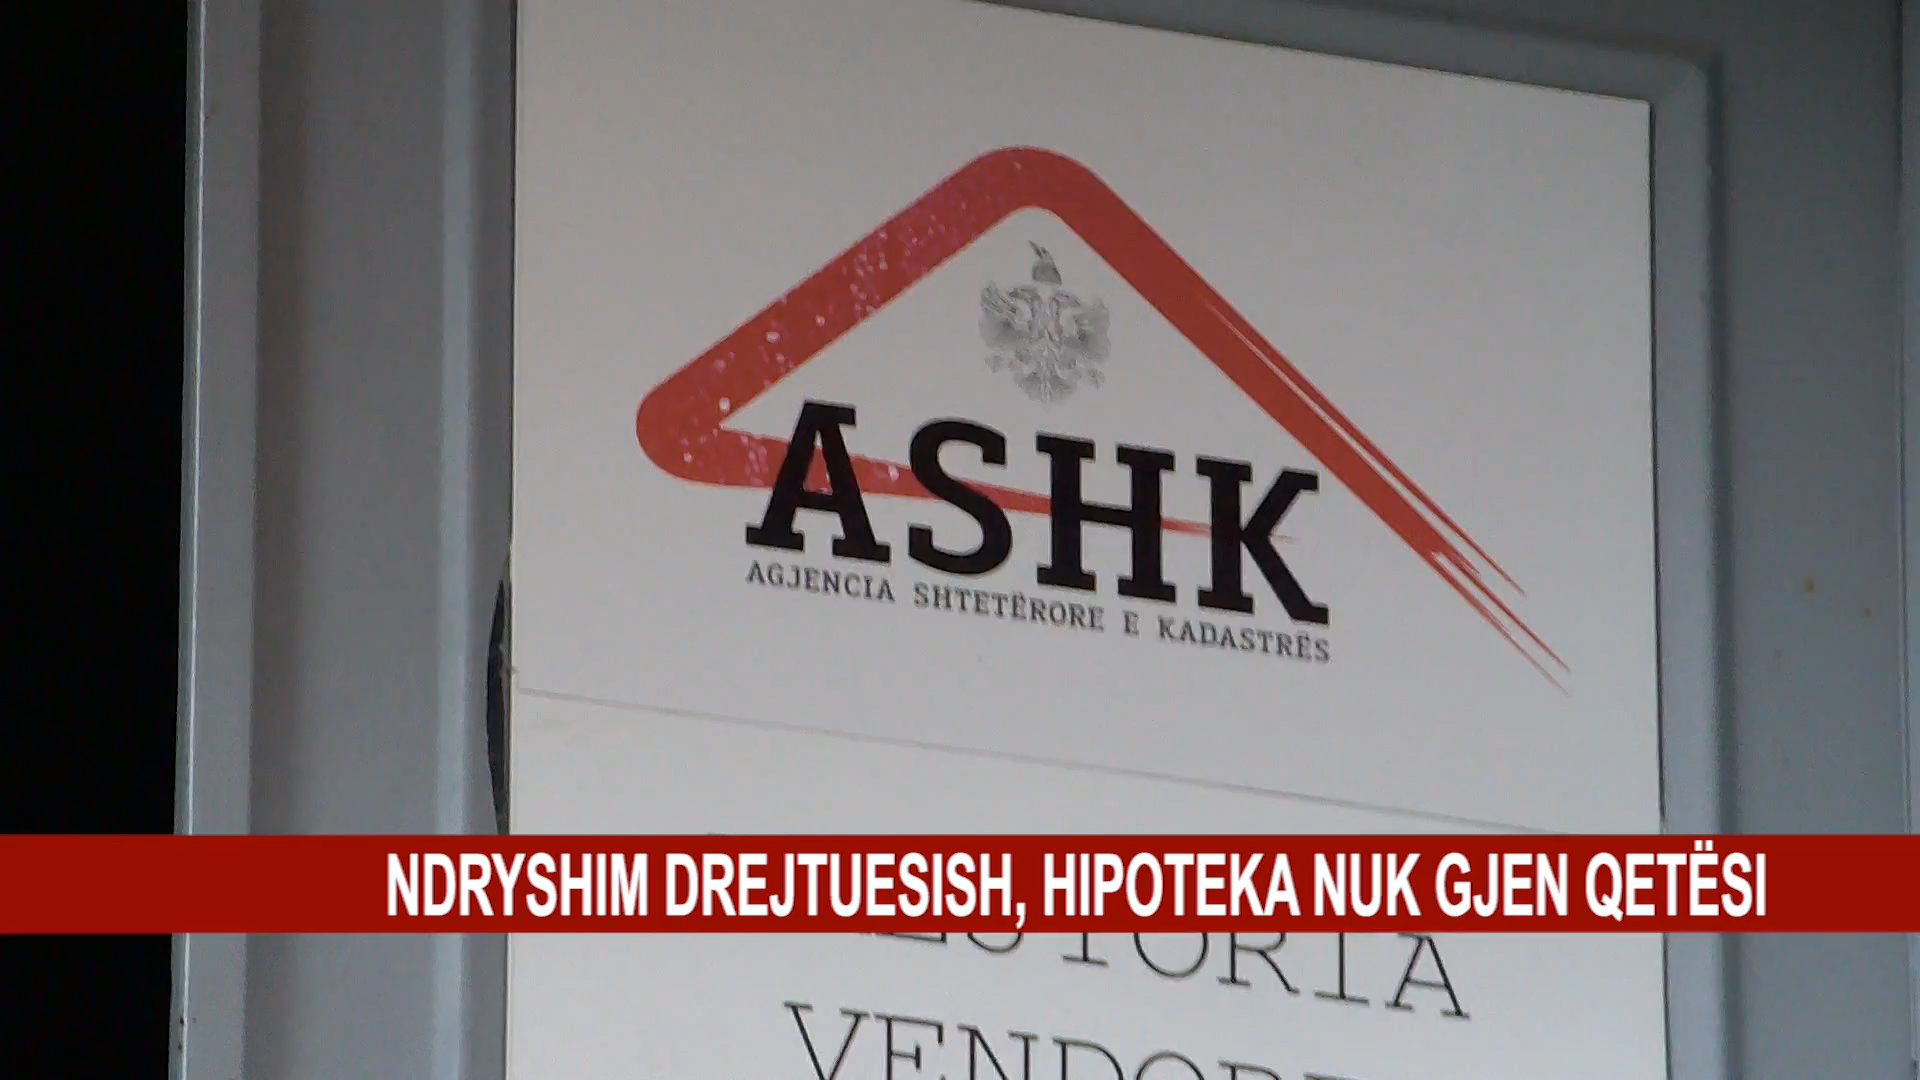 ASHK
AGJENCIA SHTETËRORE E KADASTRËS
NDRYSHIM DREJTUESISH, HIPOTEKA NUK GJEN QETËSI